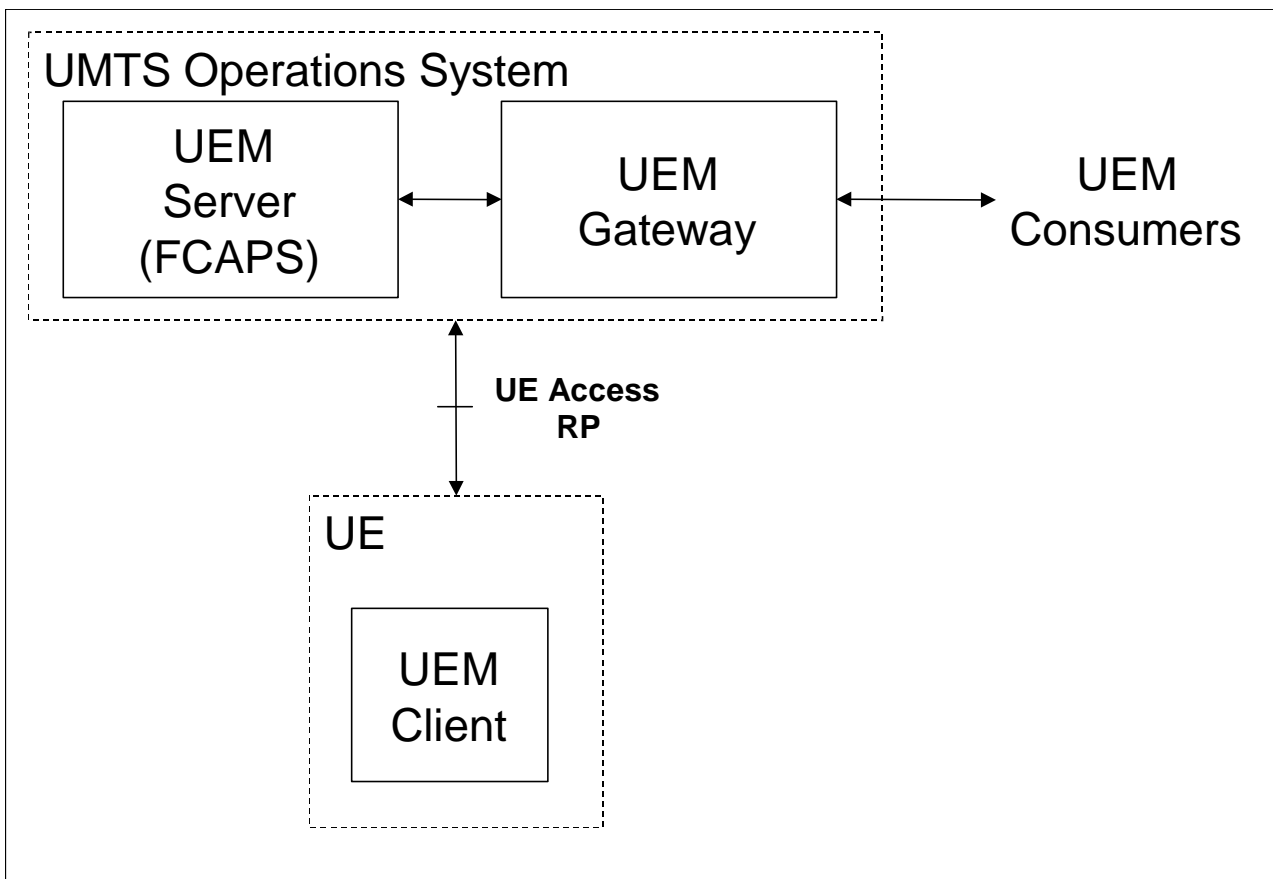 UMTS Operations System
UEM
Server
(FCAPS)
UEM
Gateway
UEM
Consumers
UE Access
RP
UE
UEM
Client